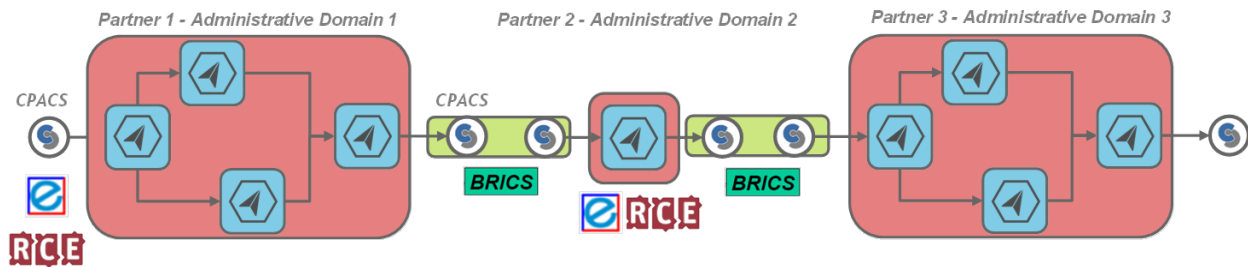 Partner 1 - Administrative Domain 1
Partner 2 - Administrative Domain 2
Partner 3 - Administrative Domain 3
CPACS
CPACS
BRICS
BRICS
RCE
RCE